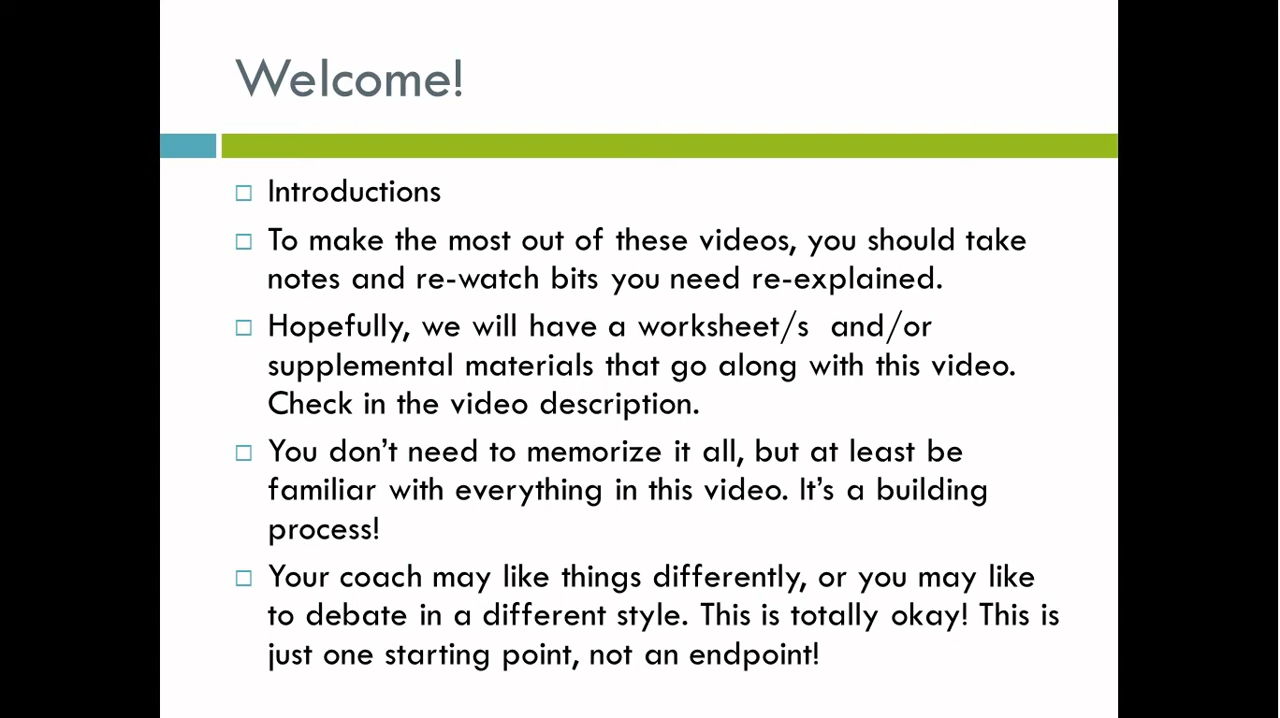 Welcome!
Introductions
To make the most out of these videos, you should take
notes and re-watch bits you need re-explained.
Hopefully, we will have a worksheet/s  and/or
supplemental materials that go along with this video.
Check in the video description.
You don’t need to memorize it all, but at least be
familiar with everything in this video. It’s a building
process!
Your coach may like things differently, or you may like
to debate in a different style. This is totally okay! This is
just one starting point, not an endpoint!